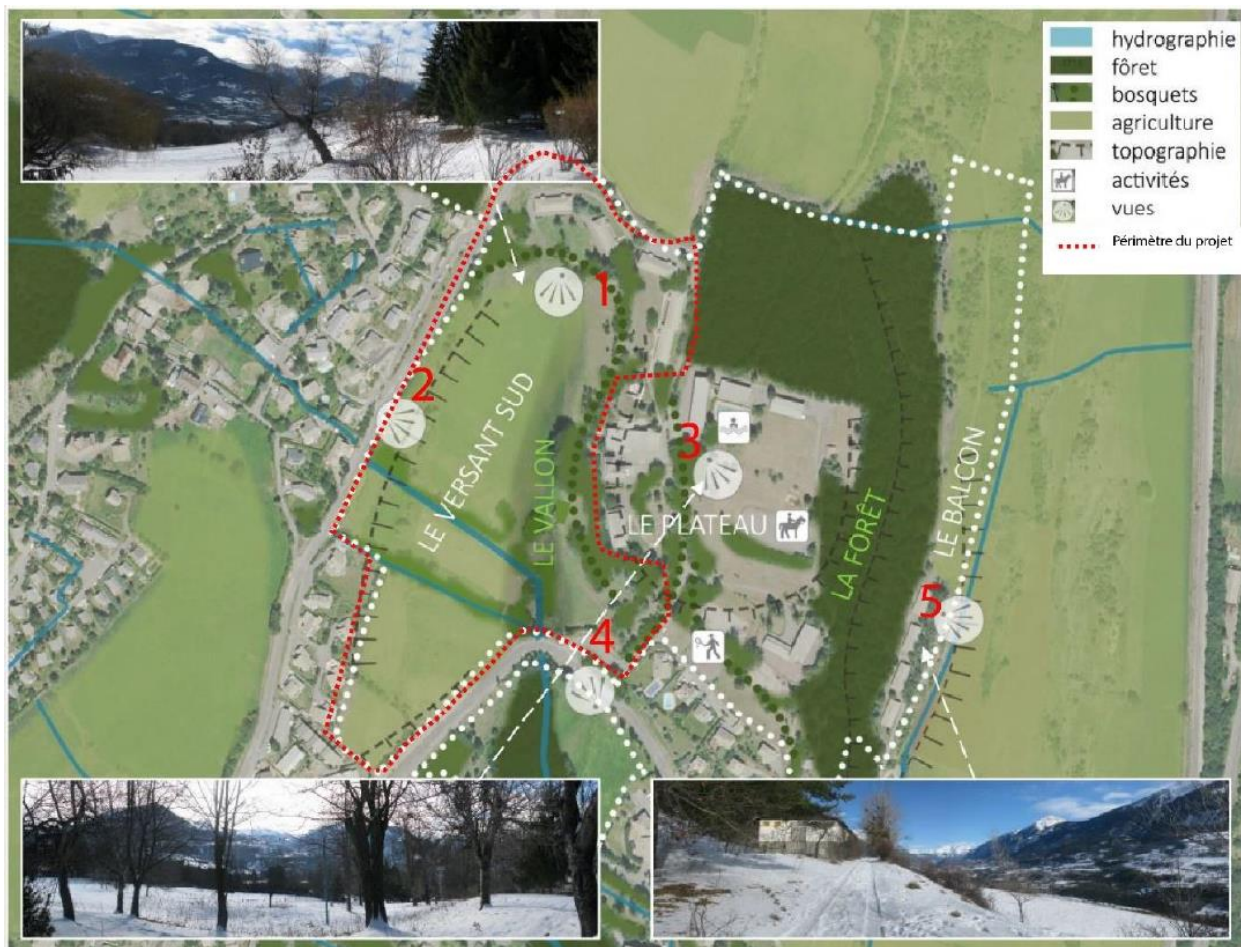 hydrographie
fôret
bosquets
agriculture
topographie
activités
vues
Périmètre du projet
1
2
LE VERSANT SUD
LE VALLON
3
LE PLATEAU
LA FORÊT
LE BALCON
4
5